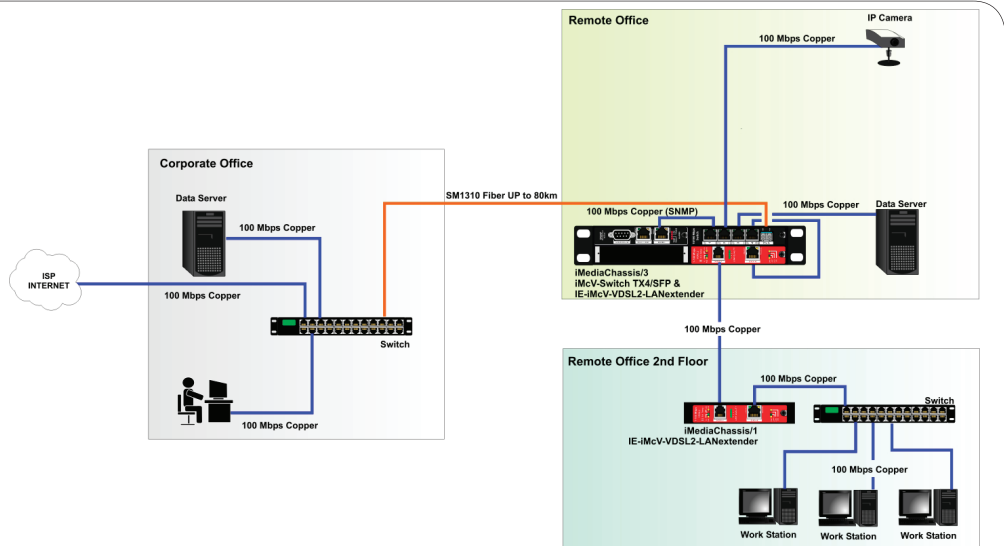 Remote Office
IP Camera
100 Mbps Copper
Corporate Office
SM1310 Fiber UP to 80km
Data Server
100 Mbps Copper
100 Mbps Copper (SNMP)
100 Mbps Copper
Data Server
ISP
INTERNET
100 Mbps Copper
iMediaChassis/3
iMcV-Switch TX4/SFP &
IE-iMcV-VDSL2-LANextender
Switch
100 Mbps Copper
100 Mbps Copper
Remote Office 2nd Floor
100 Mbps Copper
Switch
iMediaChassis/1
IE-iMcV-VDSL2-LANextender
100 Mbps Copper
Work Station
Work Station
Work Station